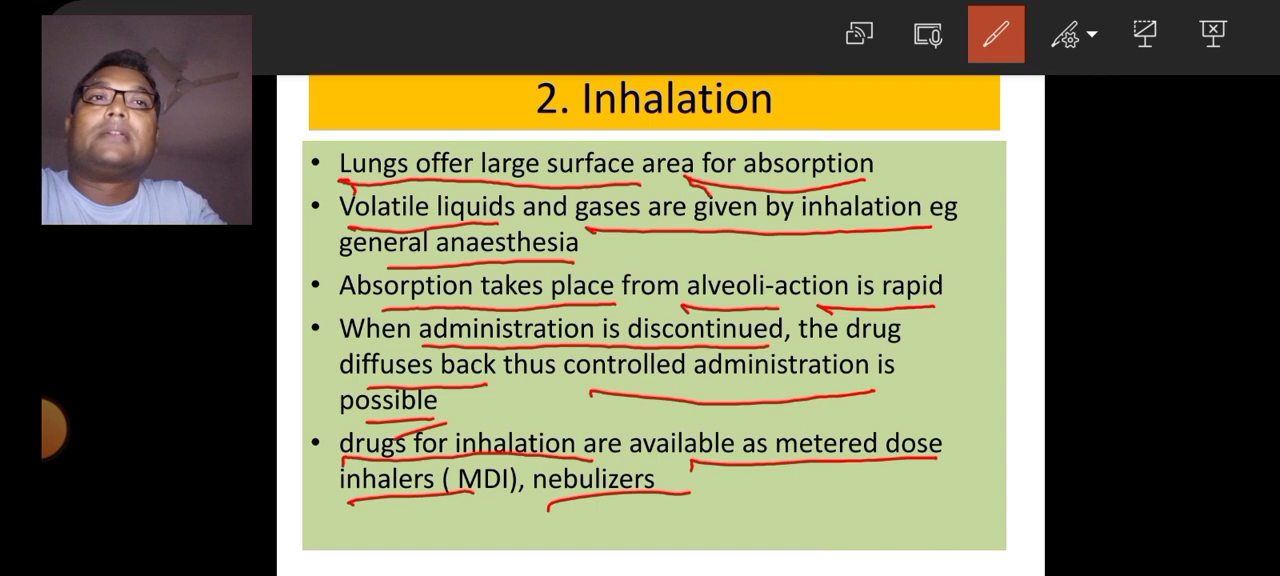 2. Inhalation
• Lungs offer large surface area for absorption
• Volatile liquids and gases are given by inhalation eg
general anaesthesia
• Absorption takes place from alveoli-action is rapid
• When administration is discontinued, the drug
diffuses back thus controlled administration is
possible
• drugs for inhalation are available as metered dose
inhalers ( MDI), nebulizers